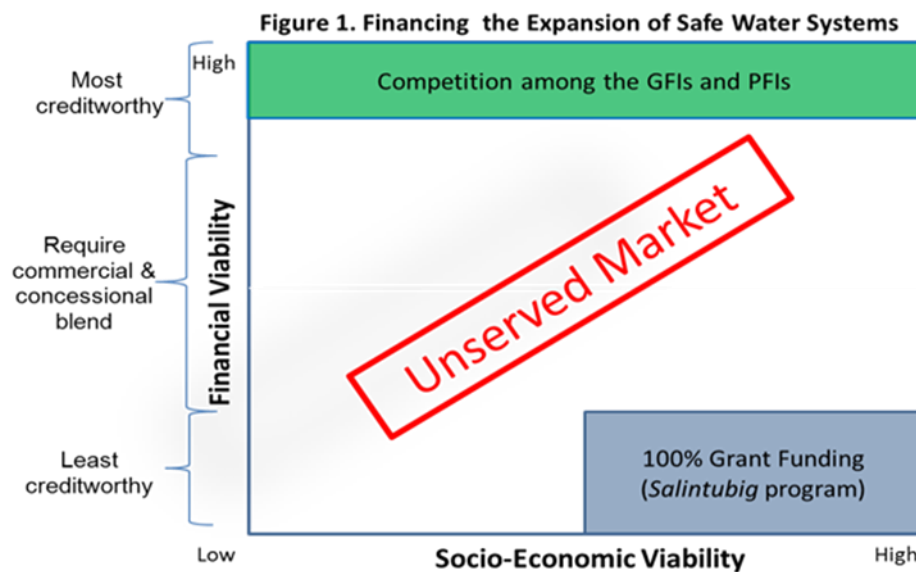 Figure 1. Financing the Expansion of Safe Water Systems
High
Most
creditworthy
Competition among the GFIs and PFIs
Require
commercial &
concessional
blend
Financial Viability
Unserved Market
Least
creditworthy
100% Grant Funding
(Salintubig program)
Low
Socio-Economic Viability
High